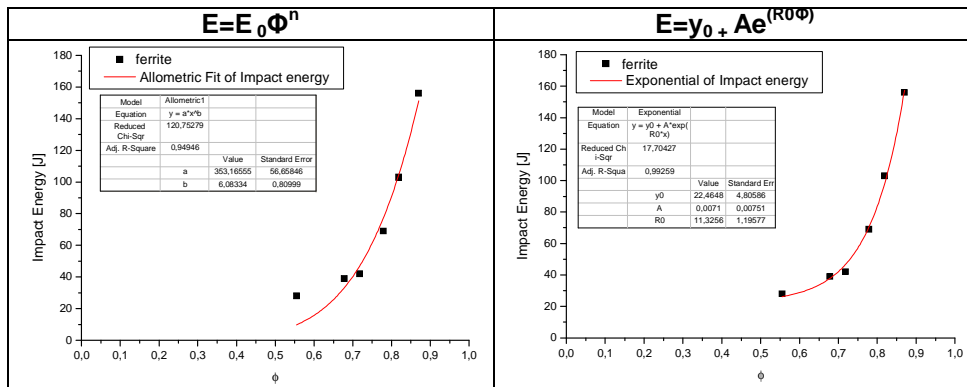 E=E₀Φⁿ
ferrite
Allometric Fit of Impact energy
Model Allometric1
Equation y = a*x^b
Reduced Chi-Sqr 120,75279
Adj. R-Square 0,94946
Value Standard Error
a 353,16555 56,65846
b 6,08334 0,80999
Impact Energy [J]
180
160
140
120
100
80
60
40
20
0
0,0 0,1 0,2 0,3 0,4 0,5 0,6 0,7 0,8 0,9 1,0
ϕ
E=y₀ + Ae^(R0Φ)
ferrite
Exponential of Impact energy
Model Exponential
Equation y = y0 + A*exp(
R0*x)
Reduced Ch
i-Sqr 17,70427
Adj. R-Squa 0,99259
Value Standard Err
y0 22,4648 4,80586
A 0,0071 0,00751
R0 11,3256 1,19577
Impact Energy [J]
180
160
140
120
100
80
60
40
20
0
0,0 0,1 0,2 0,3 0,4 0,5 0,6 0,7 0,8 0,9 1,0
ϕ